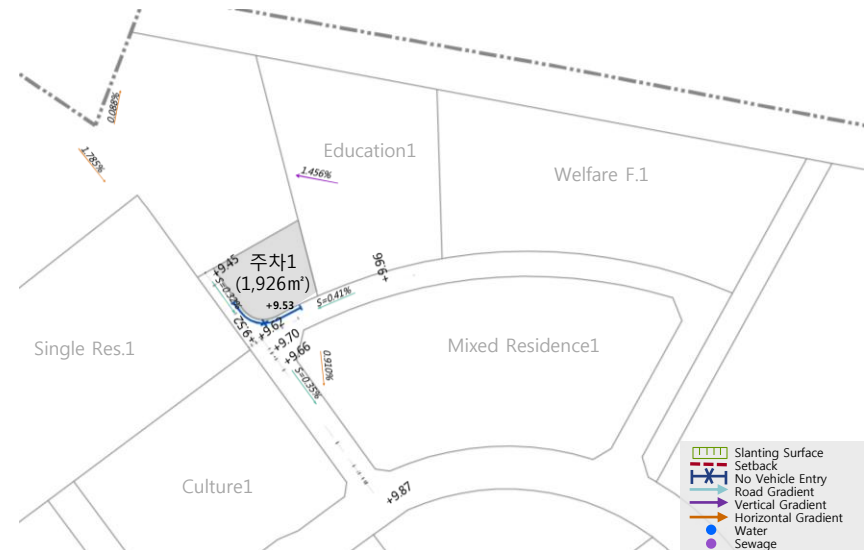 0.088%
1.785%
Education1
1.456%
Welfare F.1
+9.45
주차1
(1,926㎡)
+9.96
+9.53
S=0.41%
+9.52
+9.62
+9.70
+9.66
Single Res.1
Mixed Residence1
0.910%
S=0.35%
Culture1
+9.87
Slanting Surface
Setback
No Vehicle Entry
Road Gradient
Vertical Gradient
Horizontal Gradient
Water
Sewage